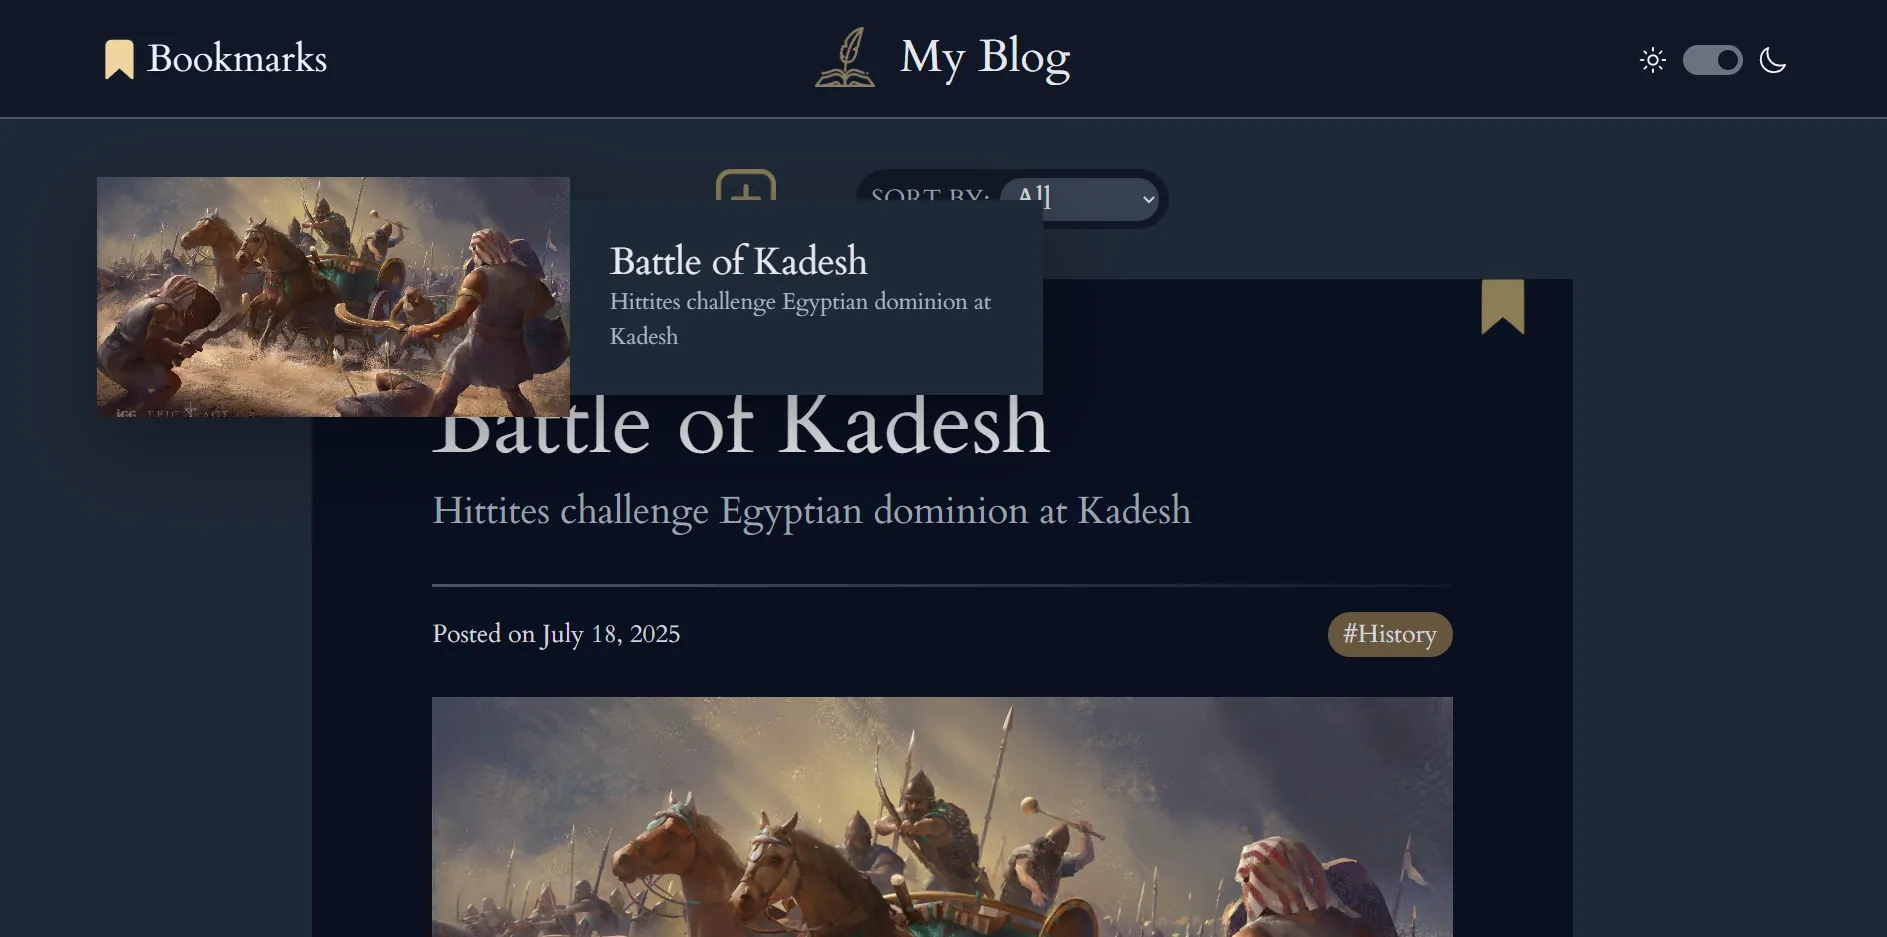 Bookmarks
My Blog
SORT BY: All
Battle of Kadesh
Hittites challenge Egyptian dominion at
Kadesh
Battle of Kadesh
Hittites challenge Egyptian dominion at Kadesh
Posted on July 18, 2025
#History